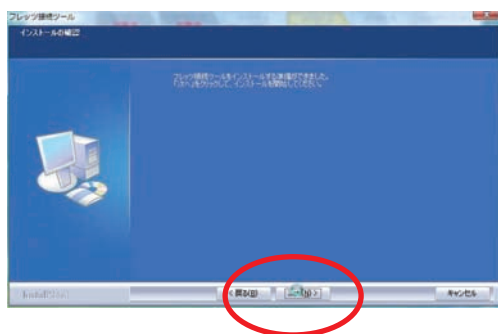 フレッツ接続ツール
インストールの確認
フレッツ接続ツールをインストールする準備ができました。
「次へ」をクリックして、インストールを開始してください。
InstallShield
< 戻る(B)
次へ(N) >
キャンセル